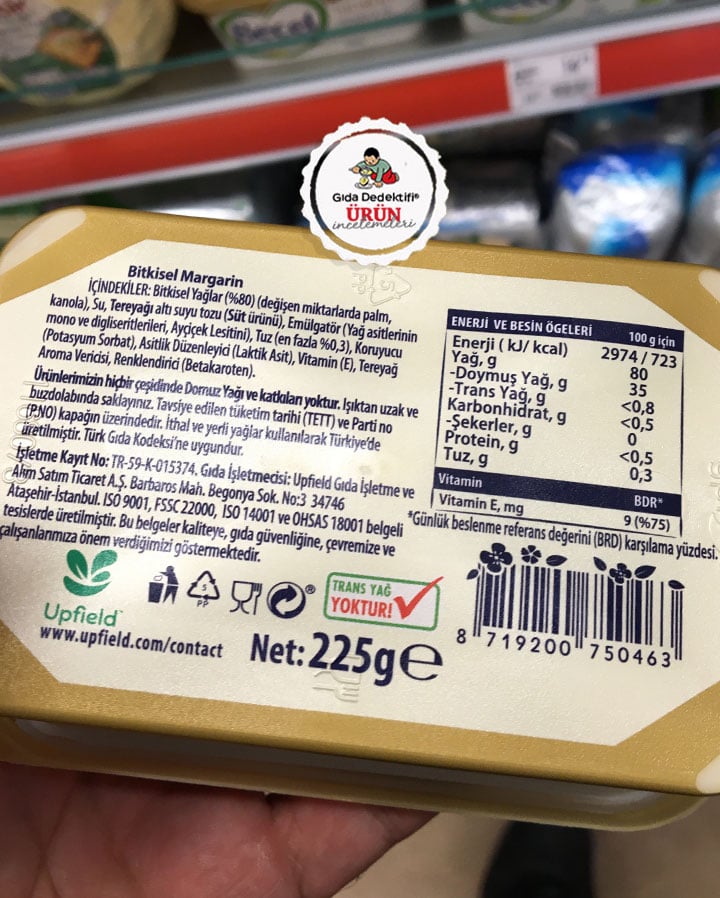 Becel
Gıda Dedektifi®
ÜRÜN
incelemeleri
Bitkisel Margarin
İÇİNDEKİLER: Bitkisel Yağlar (%80) (değişen miktarlarda palm,
kanola), Su, Tereyağı altı suyu tozu (Süt ürünü), Emülgatör (Yağ asitlerinin
mono ve digliseritlerileri, Ayçiçek Lesitini), Tuz (en fazla %0,3), Koruyucu
(Potasyum Sorbat), Asitlik Düzenleyici (Laktik Asit), Vitamin (E), Tereyağ
Aroma Vericisi, Renklendirici (Betakaroten).
Ürünlerimizin hiçbir çeşidinde Domuz Yağı ve katkıları yoktur. Işıktan uzak ve
buzdolabında saklayınız. Tavsiye edilen tüketim tarihi (TETT) ve Parti no
(P.NO) kapağın üzerindedir. İthal ve yerli yağlar kullanılarak Türkiye'de
üretilmiştir. Türk Gıda Kodeksi'ne uygundur.
İşletme Kayıt No: TR-59-K-015374. Gıda İşletmecisi: Upfield Gıda İşletme ve
Alım Satım Ticaret A.Ş. Barbaros Mah. Begonya Sok. No:3 34746
Ataşehir-İstanbul. ISO 9001, FSSC 22000, ISO 14001 ve OHSAS 18001 belgeli
tesislerde üretilmiştir. Bu belgeler kaliteye, gıda güvenliğine, çevremize ve
çalışanlarımıza önem verdiğimizi göstermektedir.
ENERJİ VE BESİN ÖGELERİ 100 g için
Enerji ( kJ/ kcal) 2974 / 723
Yağ, g 80
-Doymuş Yağ, g 35
-Trans Yağ, g <0,8
Karbonhidrat, g <0,5
-Şekerler, g 0
Protein, g <0,5
Tuz, g 0,3
Vitamin BDR*
Vitamin E, mg 9 (%75)
*Günlük beslenme referans değerini (BRD) karşılama yüzdesi.
Upfield™
www.upfield.com/contact
5
PP
TRANS YAĞ
YOKTUR!
Net: 225g e
8 719200 750463